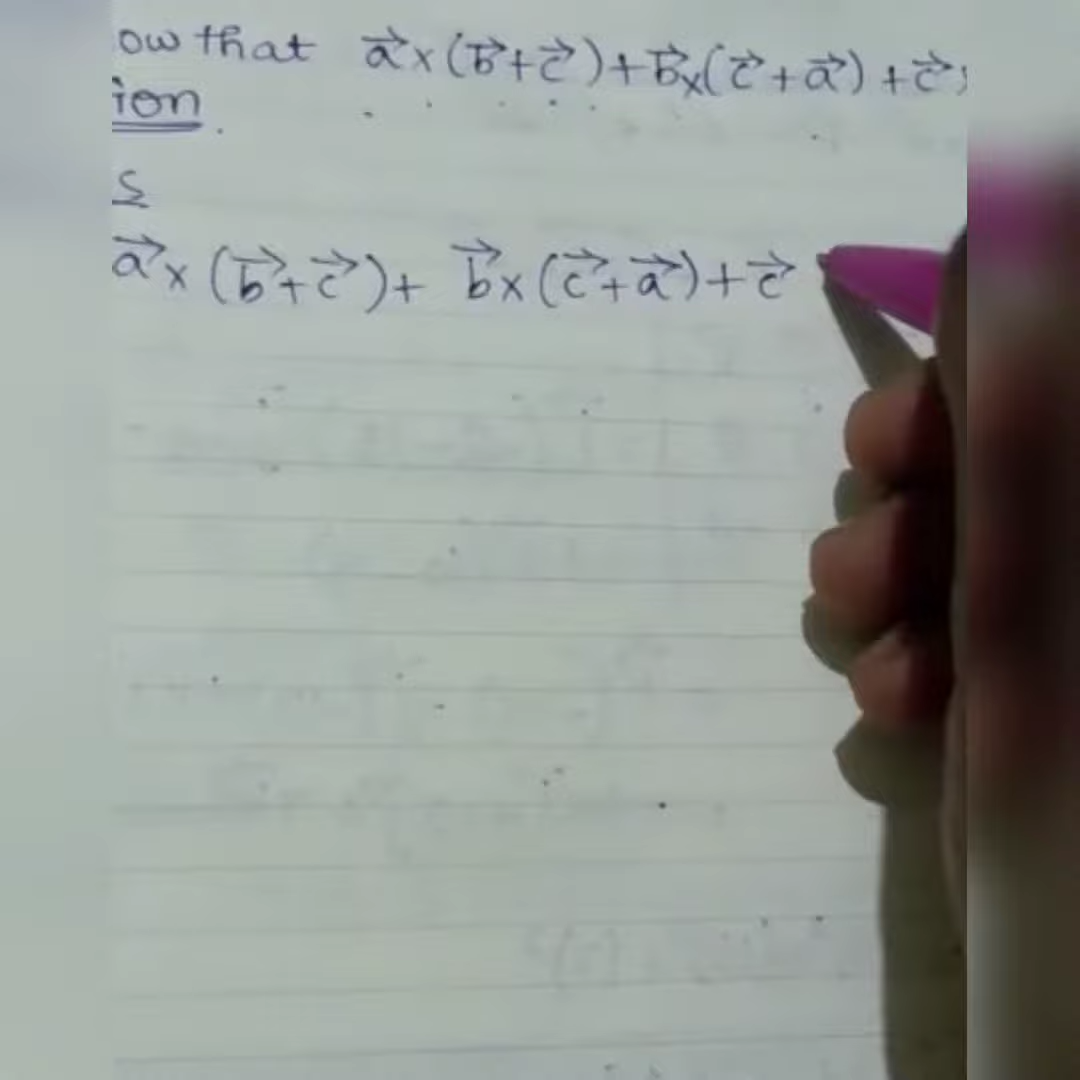 ow that a⃗×(b⃗+c⃗)+b⃗×(c⃗+a⃗)+c⃗
ion
S
a⃗×(b⃗+c⃗)+ b⃗×(c⃗+a⃗)+c⃗